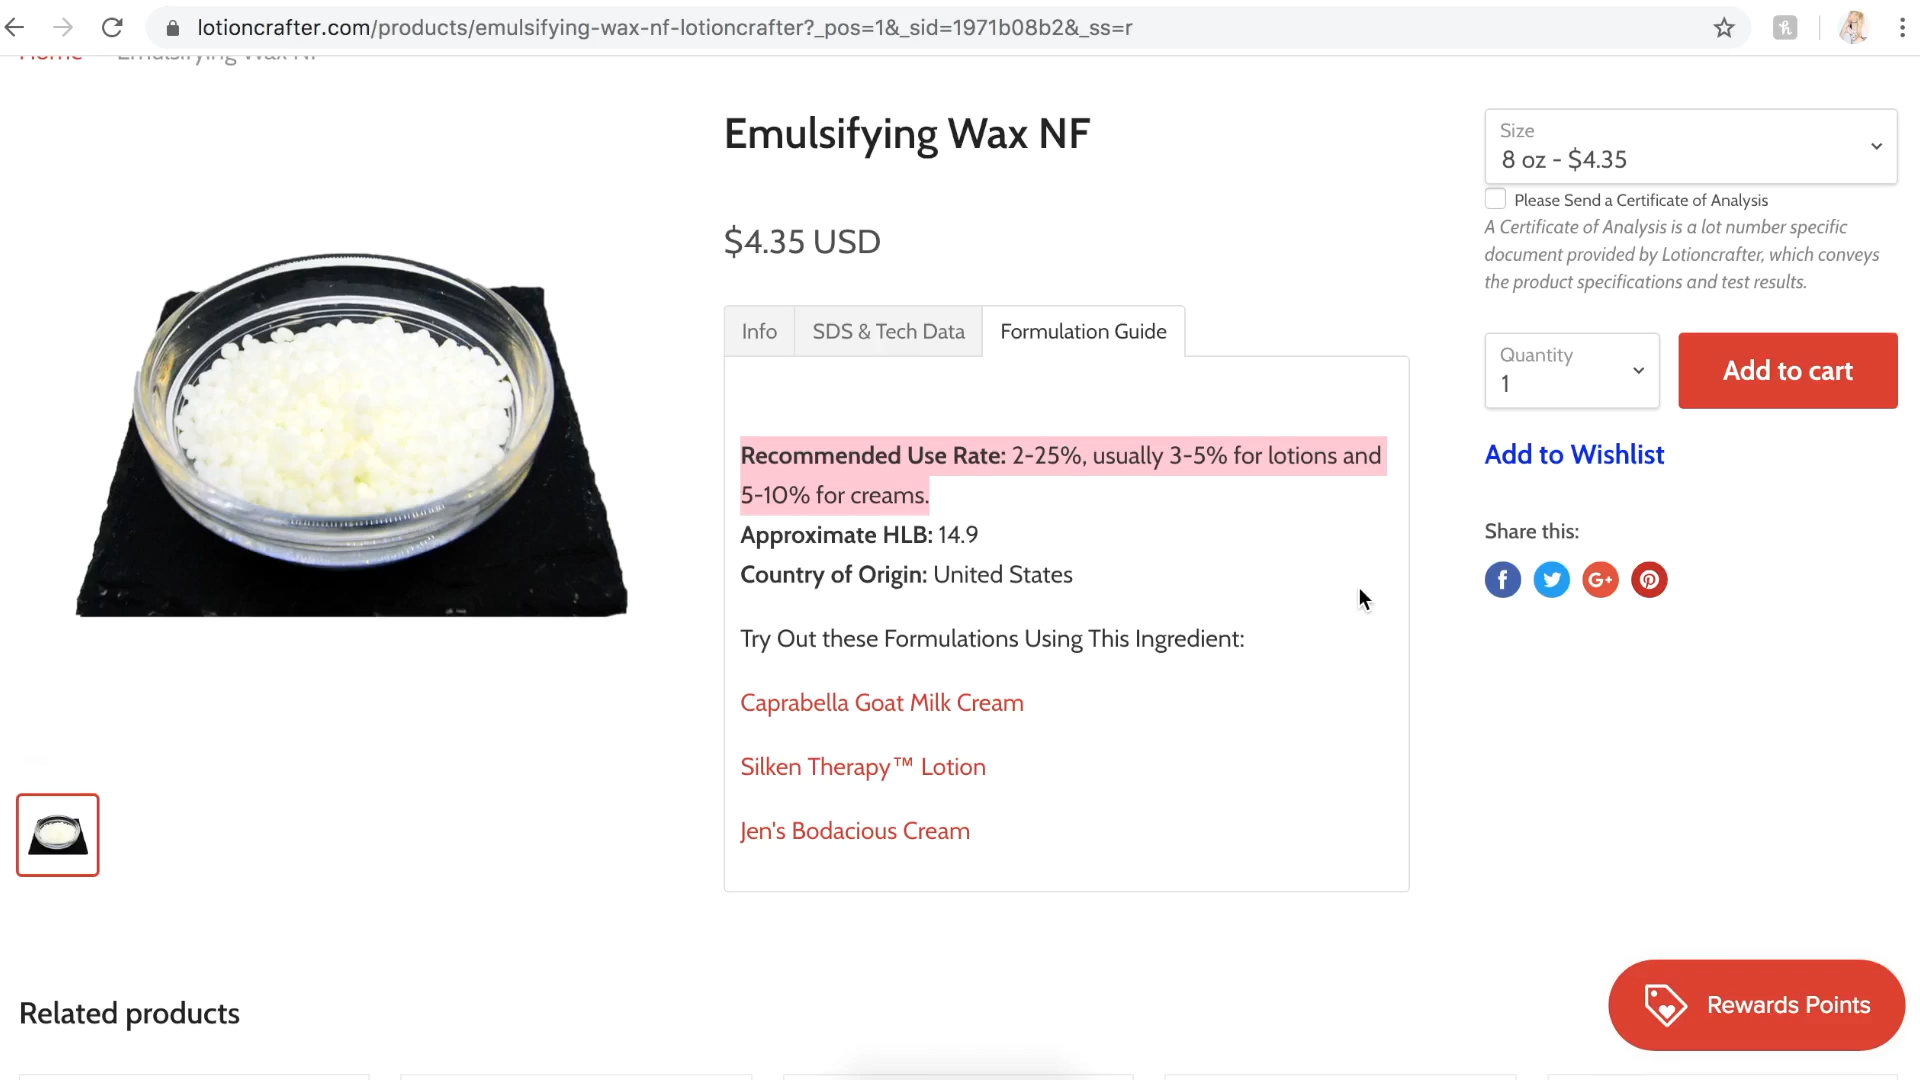 lotioncrafter.com/products/emulsifying-wax-nf-lotioncrafter?_pos=1&_sid=1971b08b2&_ss=r
Home Emulsifying Wax NF
Emulsifying Wax NF
$4.35 USD
Info
SDS & Tech Data
Formulation Guide
Recommended Use Rate: 2-25%, usually 3-5% for lotions and
5-10% for creams.
Approximate HLB: 14.9
Country of Origin: United States
Try Out these Formulations Using This Ingredient:
Caprabella Goat Milk Cream
Silken Therapy™ Lotion
Jen's Bodacious Cream
Size
8 oz - $4.35
Please Send a Certificate of Analysis
A Certificate of Analysis is a lot number specific
document provided by Lotioncrafter, which conveys
the product specifications and test results.
Quantity
1
Add to cart
Add to Wishlist
Share this:
Related products
Rewards Points